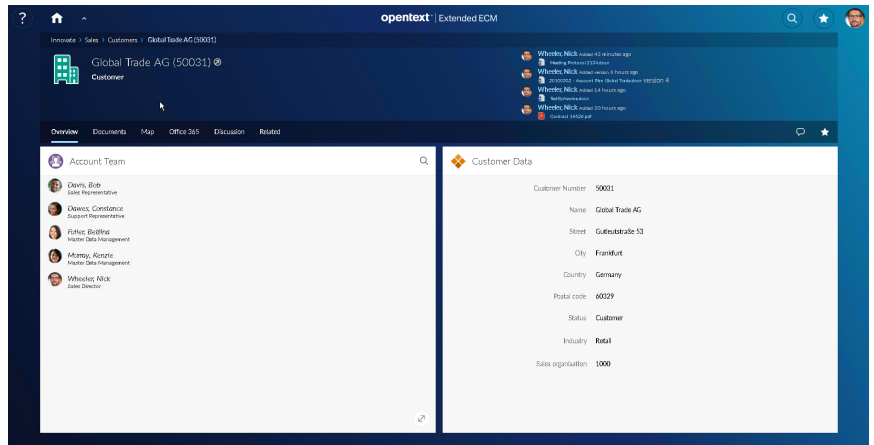 ?
opentext™ | Extended ECM
Innovate > Sales > Customers > Global Trade AG (50031)
Global Trade AG (50031)
Customer
Wheeler, Nick Added 43 minutes ago
Meeting Protocol
Wheeler, Nick Added version 6 hours ago
20100302 - Account Plan Global Trade.docx version 4
Wheeler, Nick Added 14 hours ago
Wheeler, Nick Added 20 hours ago
Contract 14526.pdf
Overview Documents Map Office 365 Discussion Related
Account Team
Davis, Bob
Sales Representative
Dawes, Constance
Support Representative
Fuller, Bettina
Master Data Management
Murray, Kenzie
Master Data Management
Wheeler, Nick
Sales Director
Customer Data
Customer Number 50031
Name Global Trade AG
Street Gutleutstraße 53
City Frankfurt
Country Germany
Postal code 60329
Status Customer
Industry Retail
Sales organisation 1000